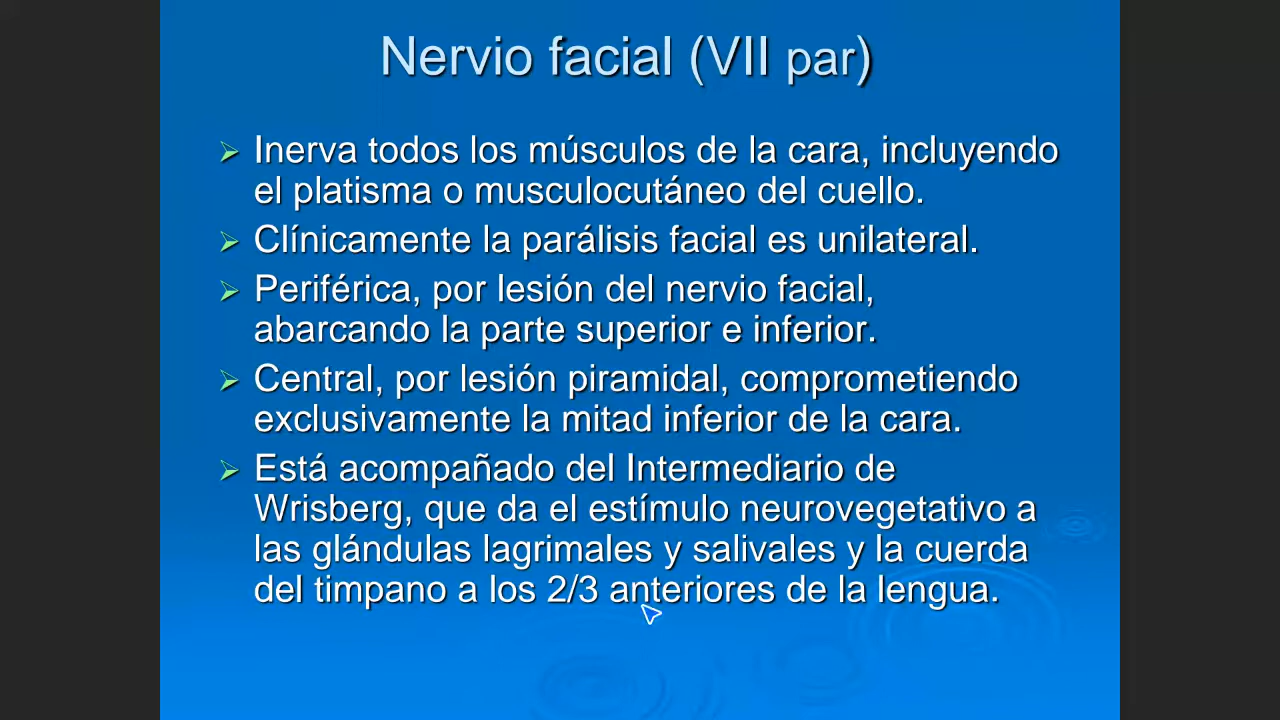 Nervio facial (VII par)
Inerva todos los músculos de la cara, incluyendo
el platisma o musculocutáneo del cuello.
Clínicamente la parálisis facial es unilateral.
Periférica, por lesión del nervio facial,
abarcando la parte superior e inferior.
Central, por lesión piramidal, comprometiendo
exclusivamente la mitad inferior de la cara.
Está acompañado del Intermediario de
Wrisberg, que da el estímulo neurovegetativo a
las glándulas lagrimales y salivales y la cuerda
del timpano a los 2/3 anteriores de la lengua.